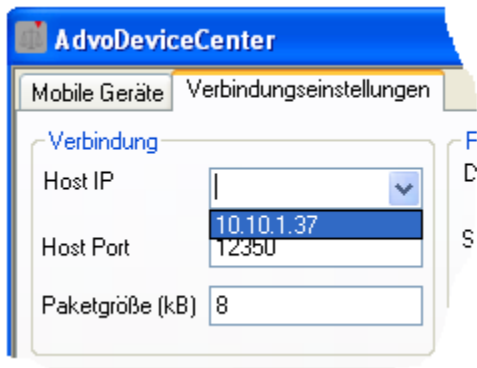 AdvoDeviceCenter
Mobile Geräte
Verbindungseinstellungen
Verbindung
Host IP
10.10.1.37
Host Port
12350
Paketgröße (kB)
8